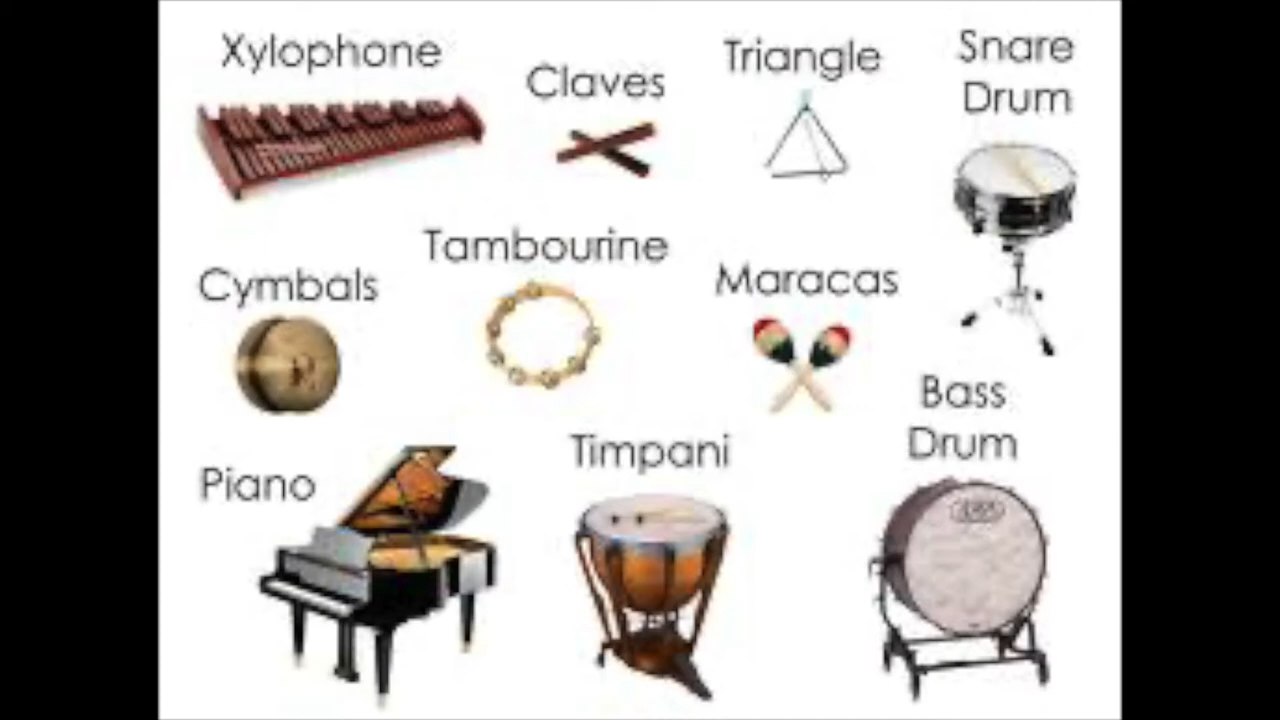 Xylophone
Claves
Triangle
Snare
Drum
Cymbals
Tambourine
Maracas
Bass
Drum
Piano
Timpani